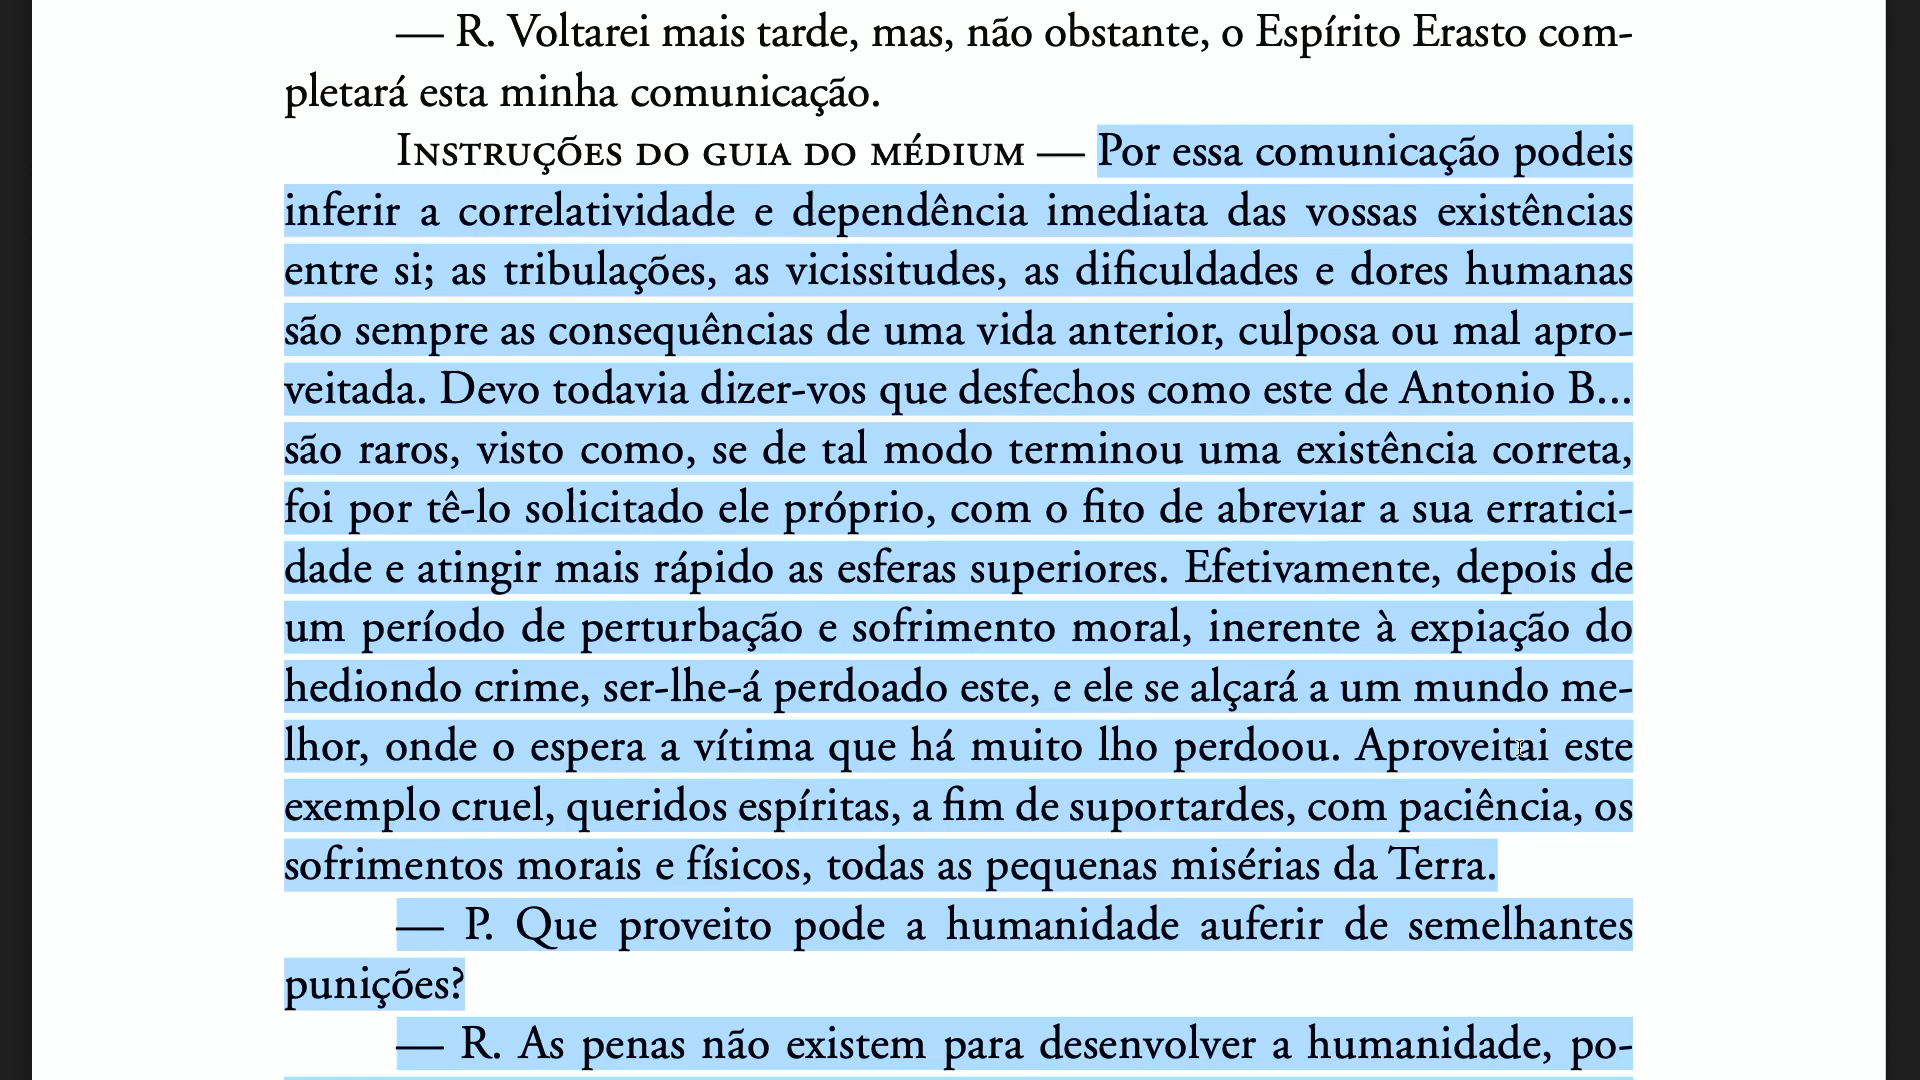 — R. Voltarei mais tarde, mas, não obstante, o Espírito Erasto com-
pletará esta minha comunicação.
Instruções do guia do médium — Por essa comunicação podeis
inferir a correlatividade e dependência imediata das vossas existências
entre si; as tribulações, as vicissitudes, as dificuldades e dores humanas
são sempre as consequências de uma vida anterior, culposa ou mal apro-
veitada. Devo todavia dizer-vos que desfechos como este de Antonio B...
são raros, visto como, se de tal modo terminou uma existência correta,
foi por tê-lo solicitado ele próprio, com o fito de abreviar a sua erratici-
dade e atingir mais rápido as esferas superiores. Efetivamente, depois de
um período de perturbação e sofrimento moral, inerente à expiação do
hediondo crime, ser-lhe-á perdoado este, e ele se alçará a um mundo me-
lhor, onde o espera a vítima que há muito lho perdoou. Aproveitai este
exemplo cruel, queridos espíritas, a fim de suportardes, com paciência, os
sofrimentos morais e físicos, todas as pequenas misérias da Terra.
— P. Que proveito pode a humanidade auferir de semelhantes
punições?
— R. As penas não existem para desenvolver a humanidade, po-